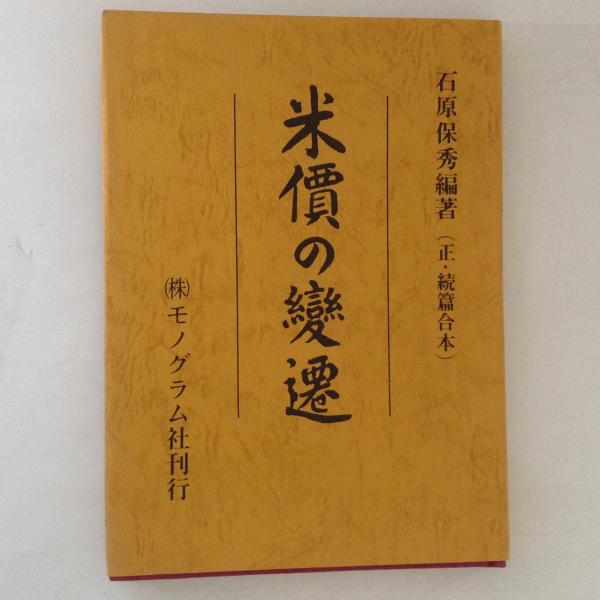 石原保秀編著（正・続篇合本）
米價の變遷
㈱モノグラム社刊行